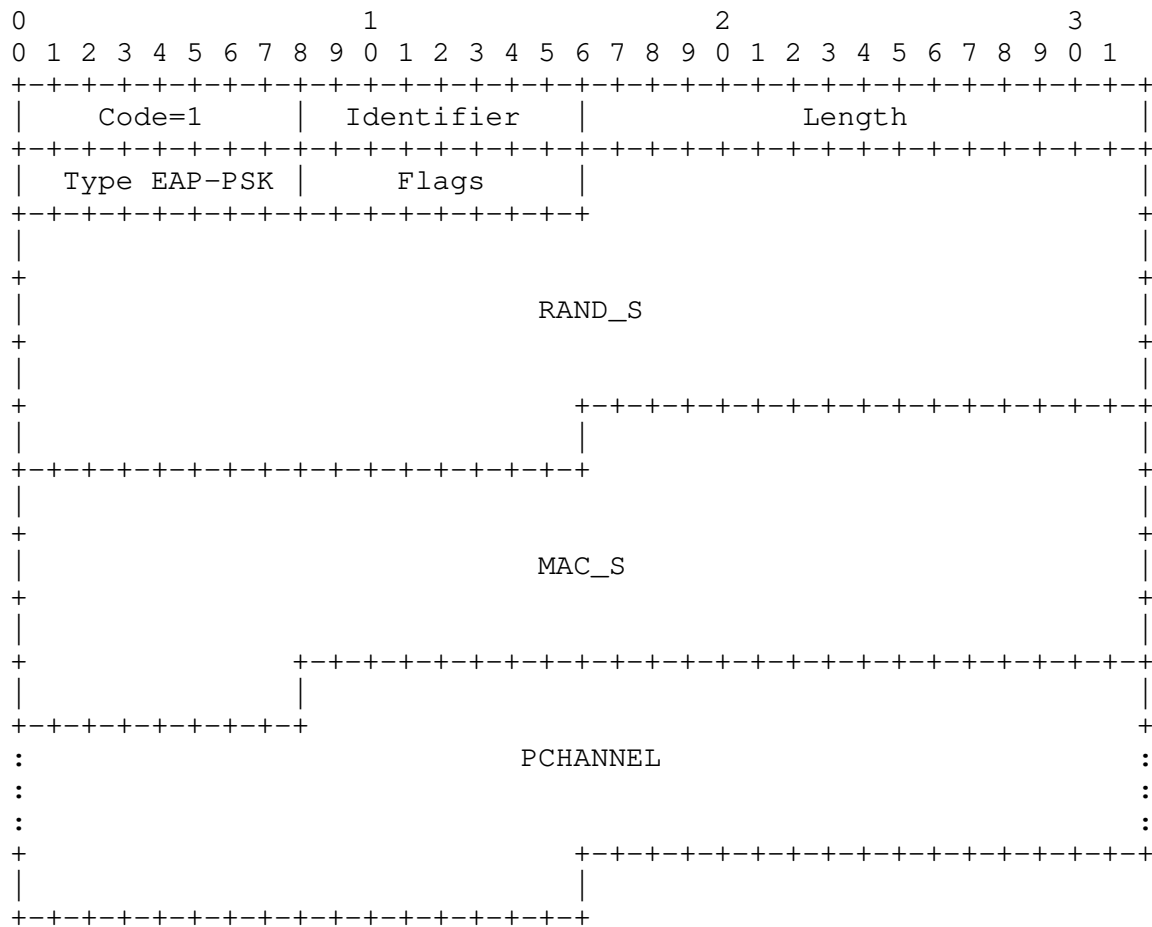 0                   1                   2                   3
0 1 2 3 4 5 6 7 8 9 0 1 2 3 4 5 6 7 8 9 0 1 2 3 4 5 6 7 8 9 0 1
+-+-+-+-+-+-+-+-+-+-+-+-+-+-+-+-+-+-+-+-+-+-+-+-+-+-+-+-+-+-+-+-+
|    Code=1     |  Identifier   |            Length             |
+-+-+-+-+-+-+-+-+-+-+-+-+-+-+-+-+-+-+-+-+-+-+-+-+-+-+-+-+-+-+-+-+
|  Type EAP-PSK |     Flags     |                               |
+-+-+-+-+-+-+-+-+-+-+-+-+-+-+-+-+                               +
|                                                               |
+                                                               +
|                             RAND_S                            |
+                                                               +
|                                                               |
+                               +-+-+-+-+-+-+-+-+-+-+-+-+-+-+-+-+
|                               |                               |
+-+-+-+-+-+-+-+-+-+-+-+-+-+-+-+-+                               +
|                                                               |
+                                                               +
|                             MAC_S                             |
+                                                               +
|                                                               |
+               +-+-+-+-+-+-+-+-+-+-+-+-+-+-+-+-+-+-+-+-+-+-+-+-+
|               |                                               |
+-+-+-+-+-+-+-+-+                                               +
:                            PCHANNEL                           :
:                                                               :
:                                                               :
+                               +-+-+-+-+-+-+-+-+-+-+-+-+-+-+-+-+
|                               |
+-+-+-+-+-+-+-+-+-+-+-+-+-+-+-+-+